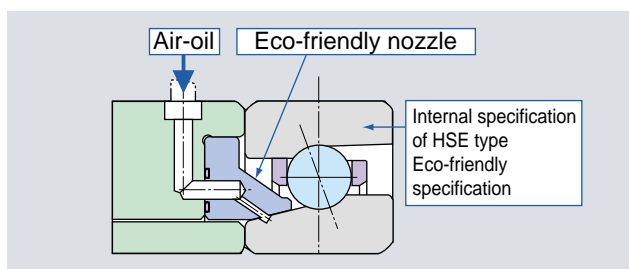 Air-oil
Eco-friendly nozzle
Internal specification
of HSE type
Eco-friendly
specification